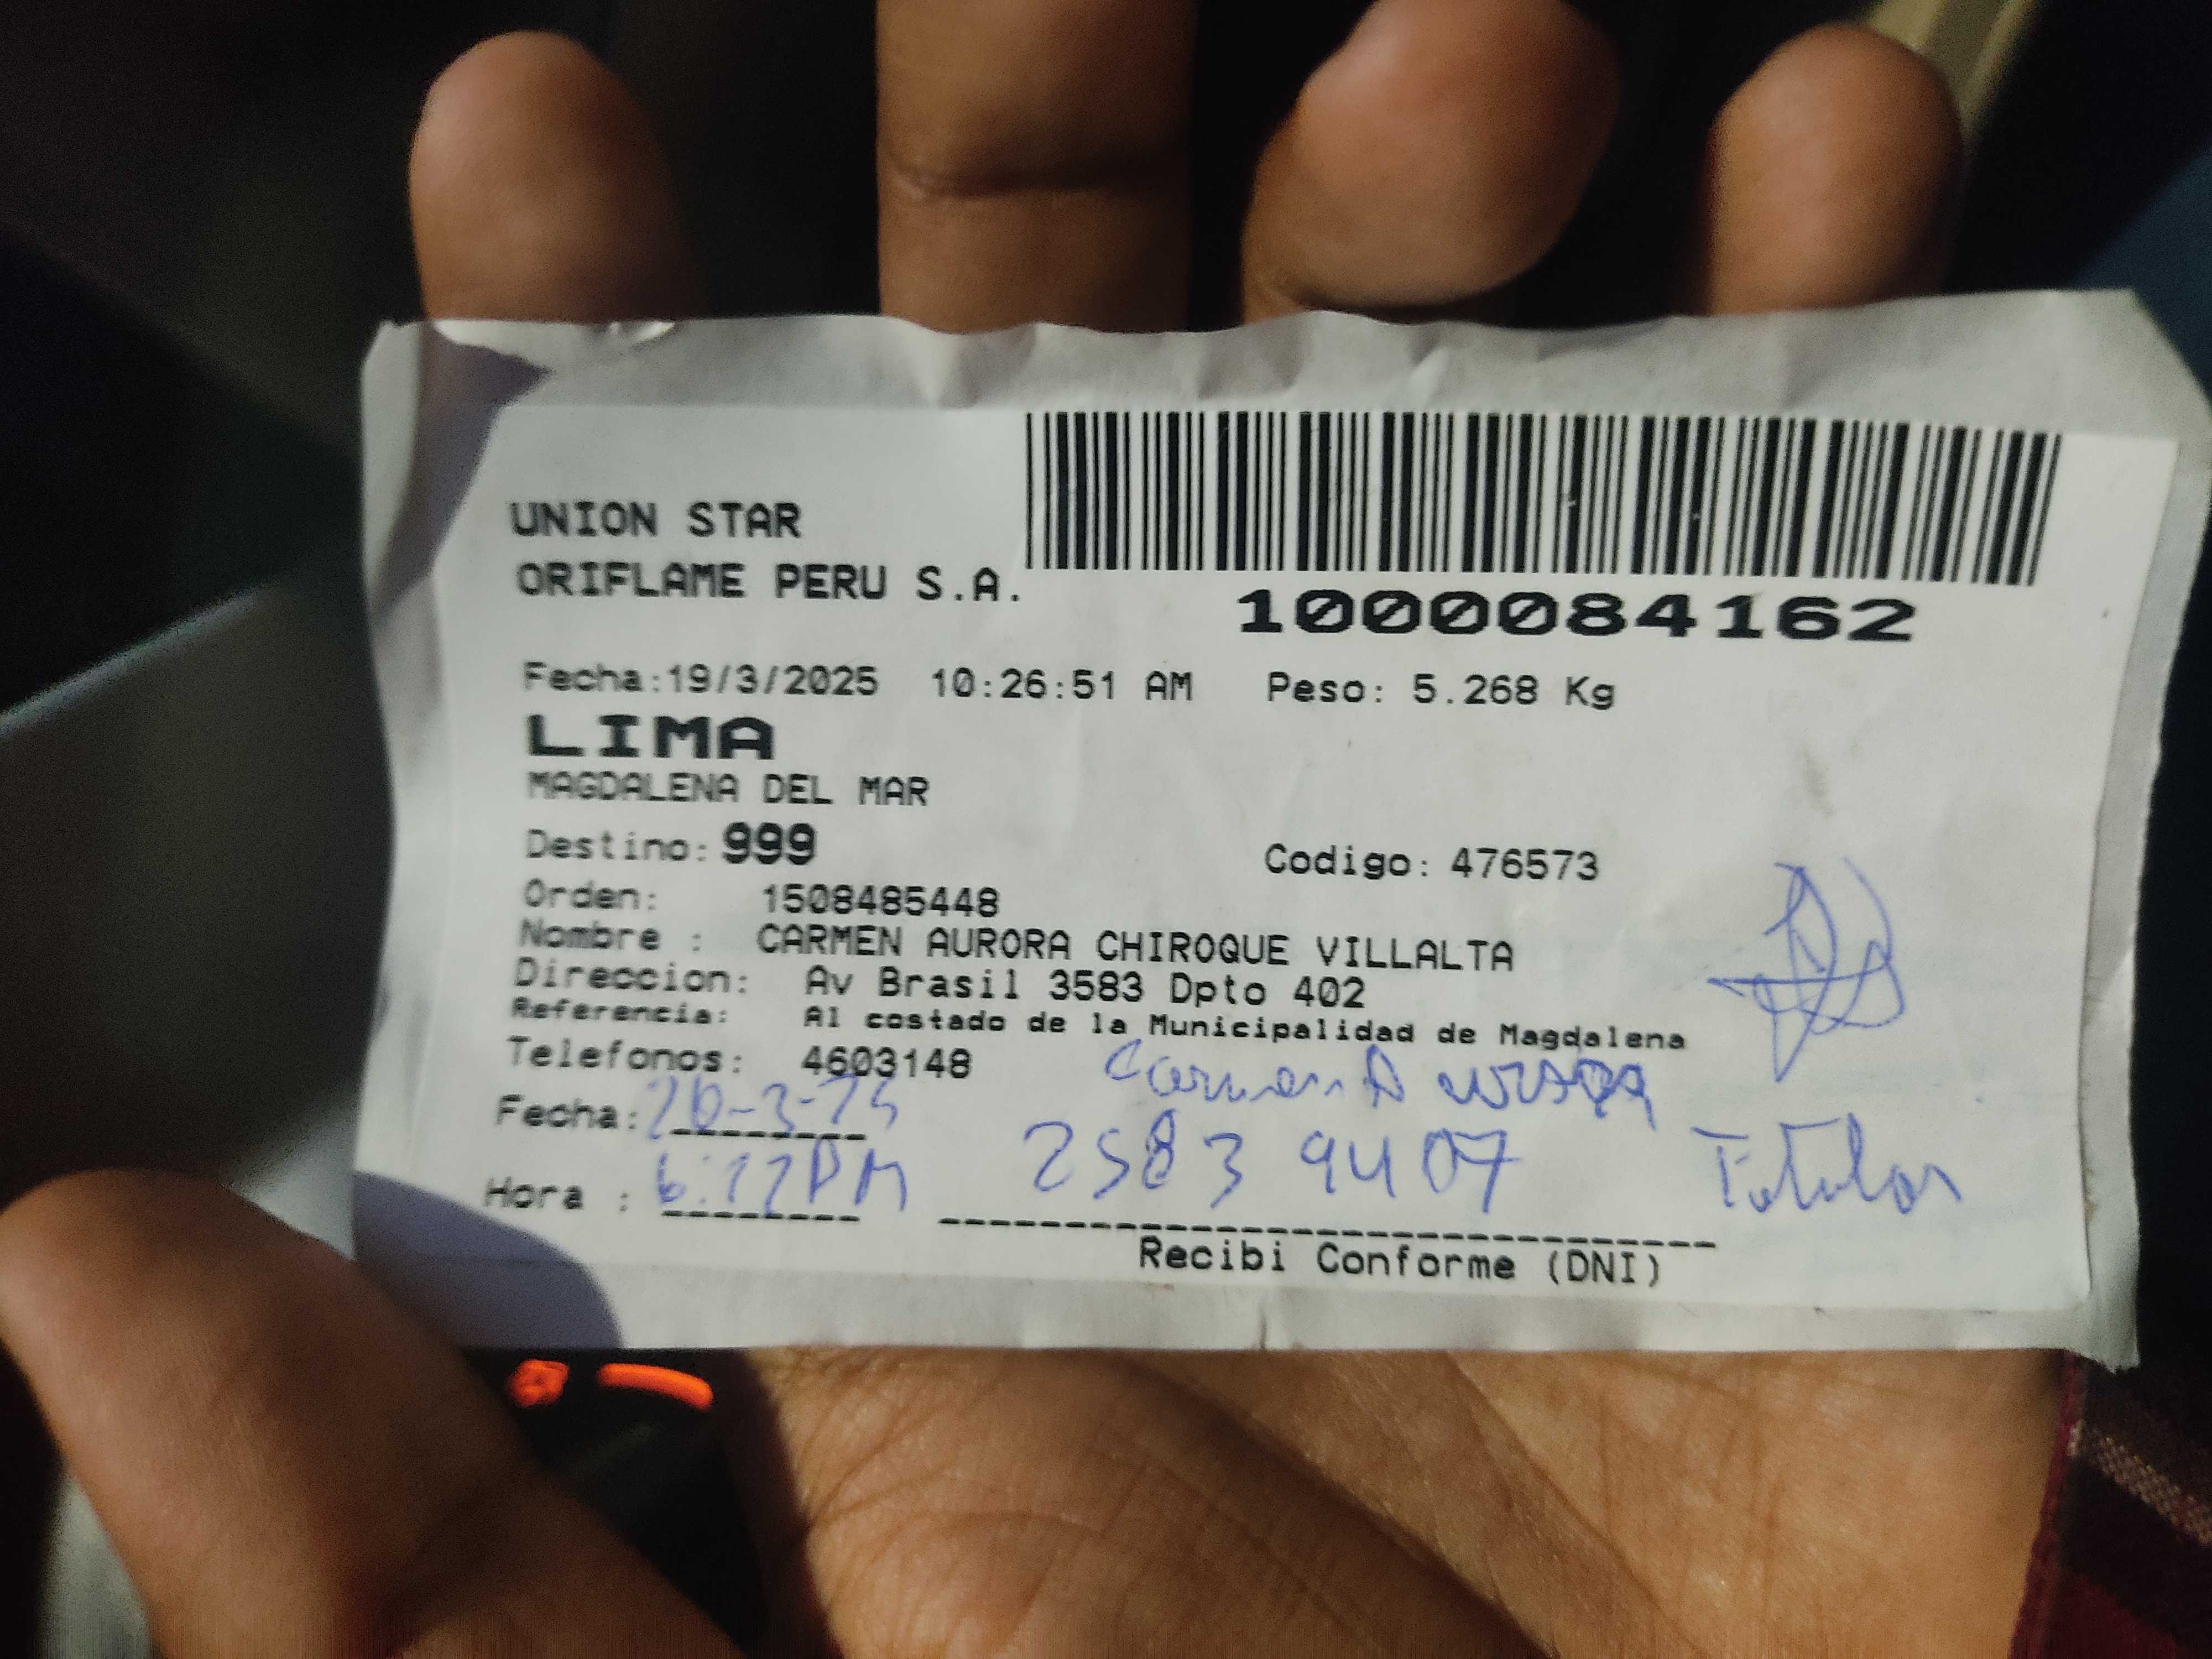 UNION STAR
ORIFLAME PERU S.A.
1000084162
Fecha:19/3/2025 10:26:51 AM Peso: 5.268 Kg
LIMA
MAGDALENA DEL MAR
Destino: 999 Codigo: 476573
Orden: 1508485448
Nombre : CARMEN AURORA CHIROQUE VILLALTA
Direccion: Av Brasil 3583 Dpto 402
Referencia: Al costado de la Municipalidad de Magdalena
Telefonos: 4603148
Carmen A
Fecha: 20-3-25
Hora : 6:12PM 2583 9407 Titular
Recibi Conforme (DNI)